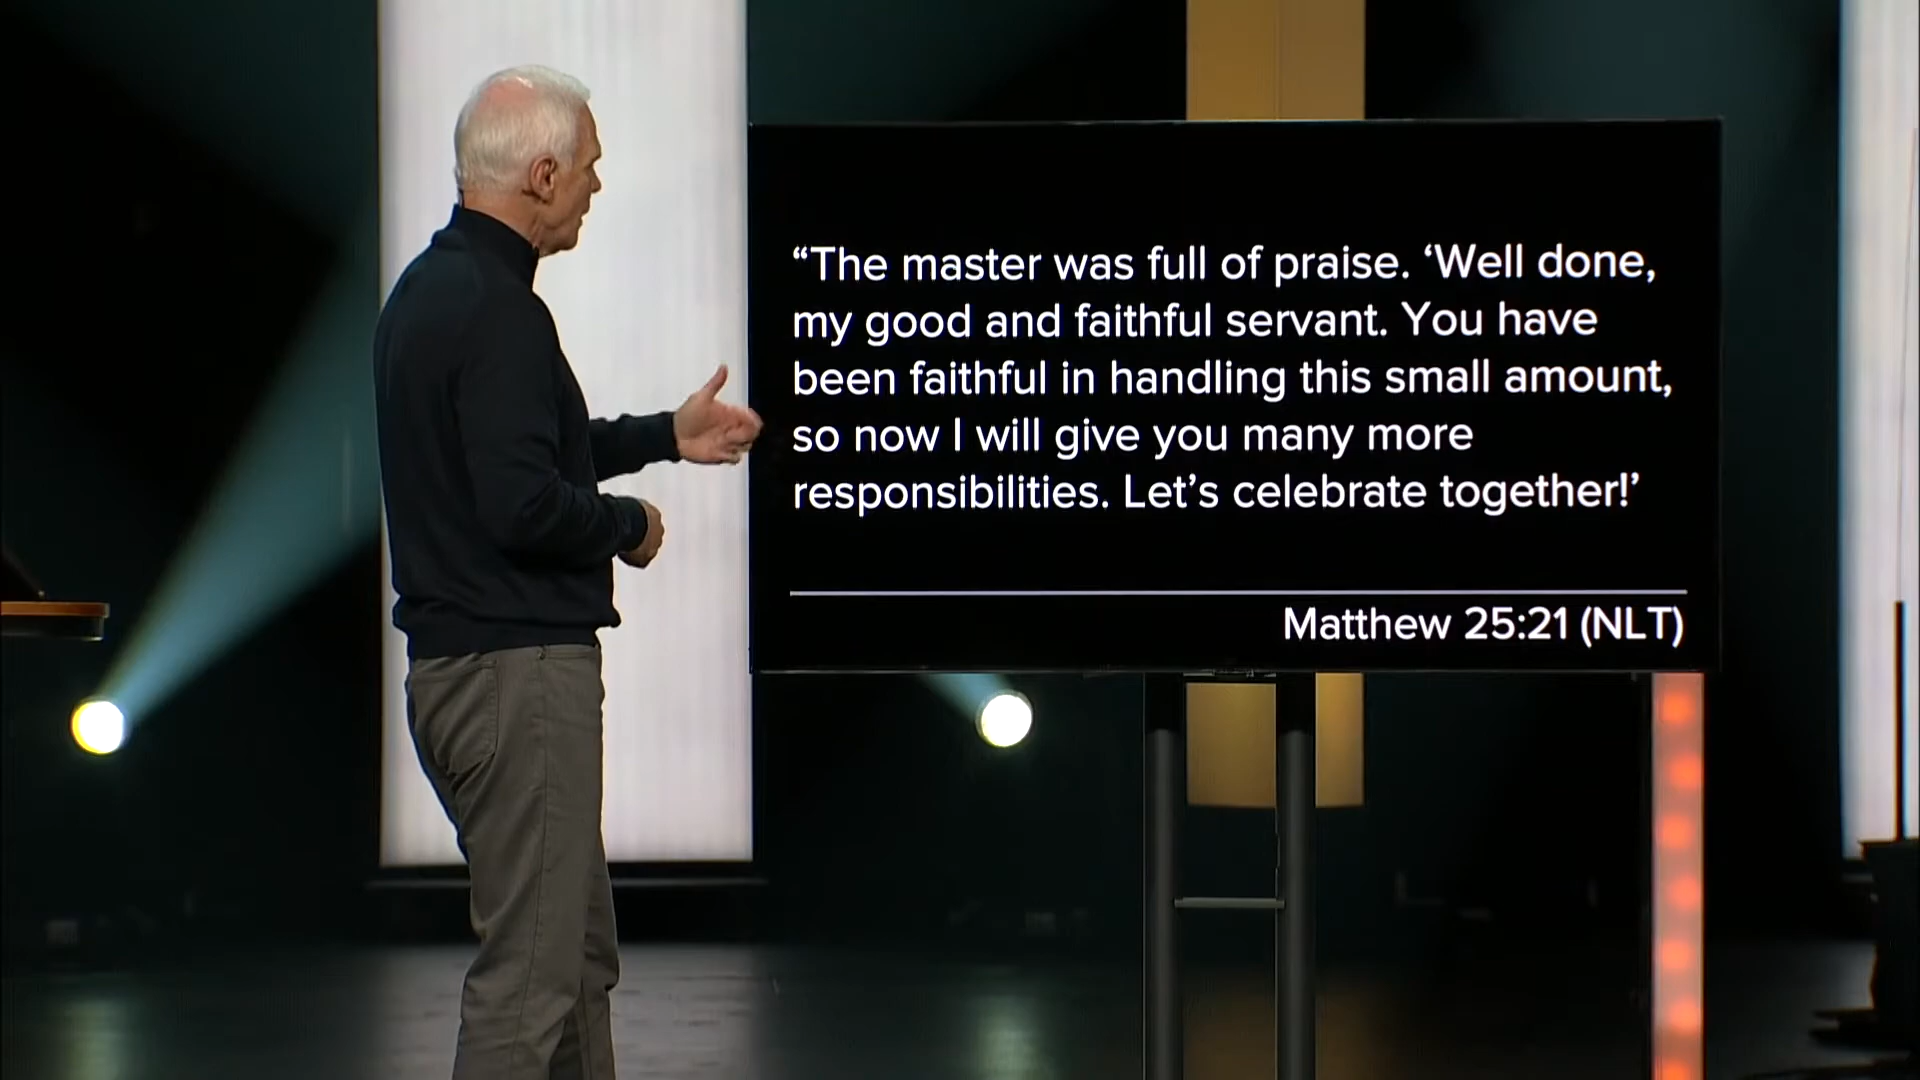 “The master was full of praise. ‘Well done,
my good and faithful servant. You have
been faithful in handling this small amount,
so now I will give you many more
responsibilities. Let’s celebrate together!’
Matthew 25:21 (NLT)